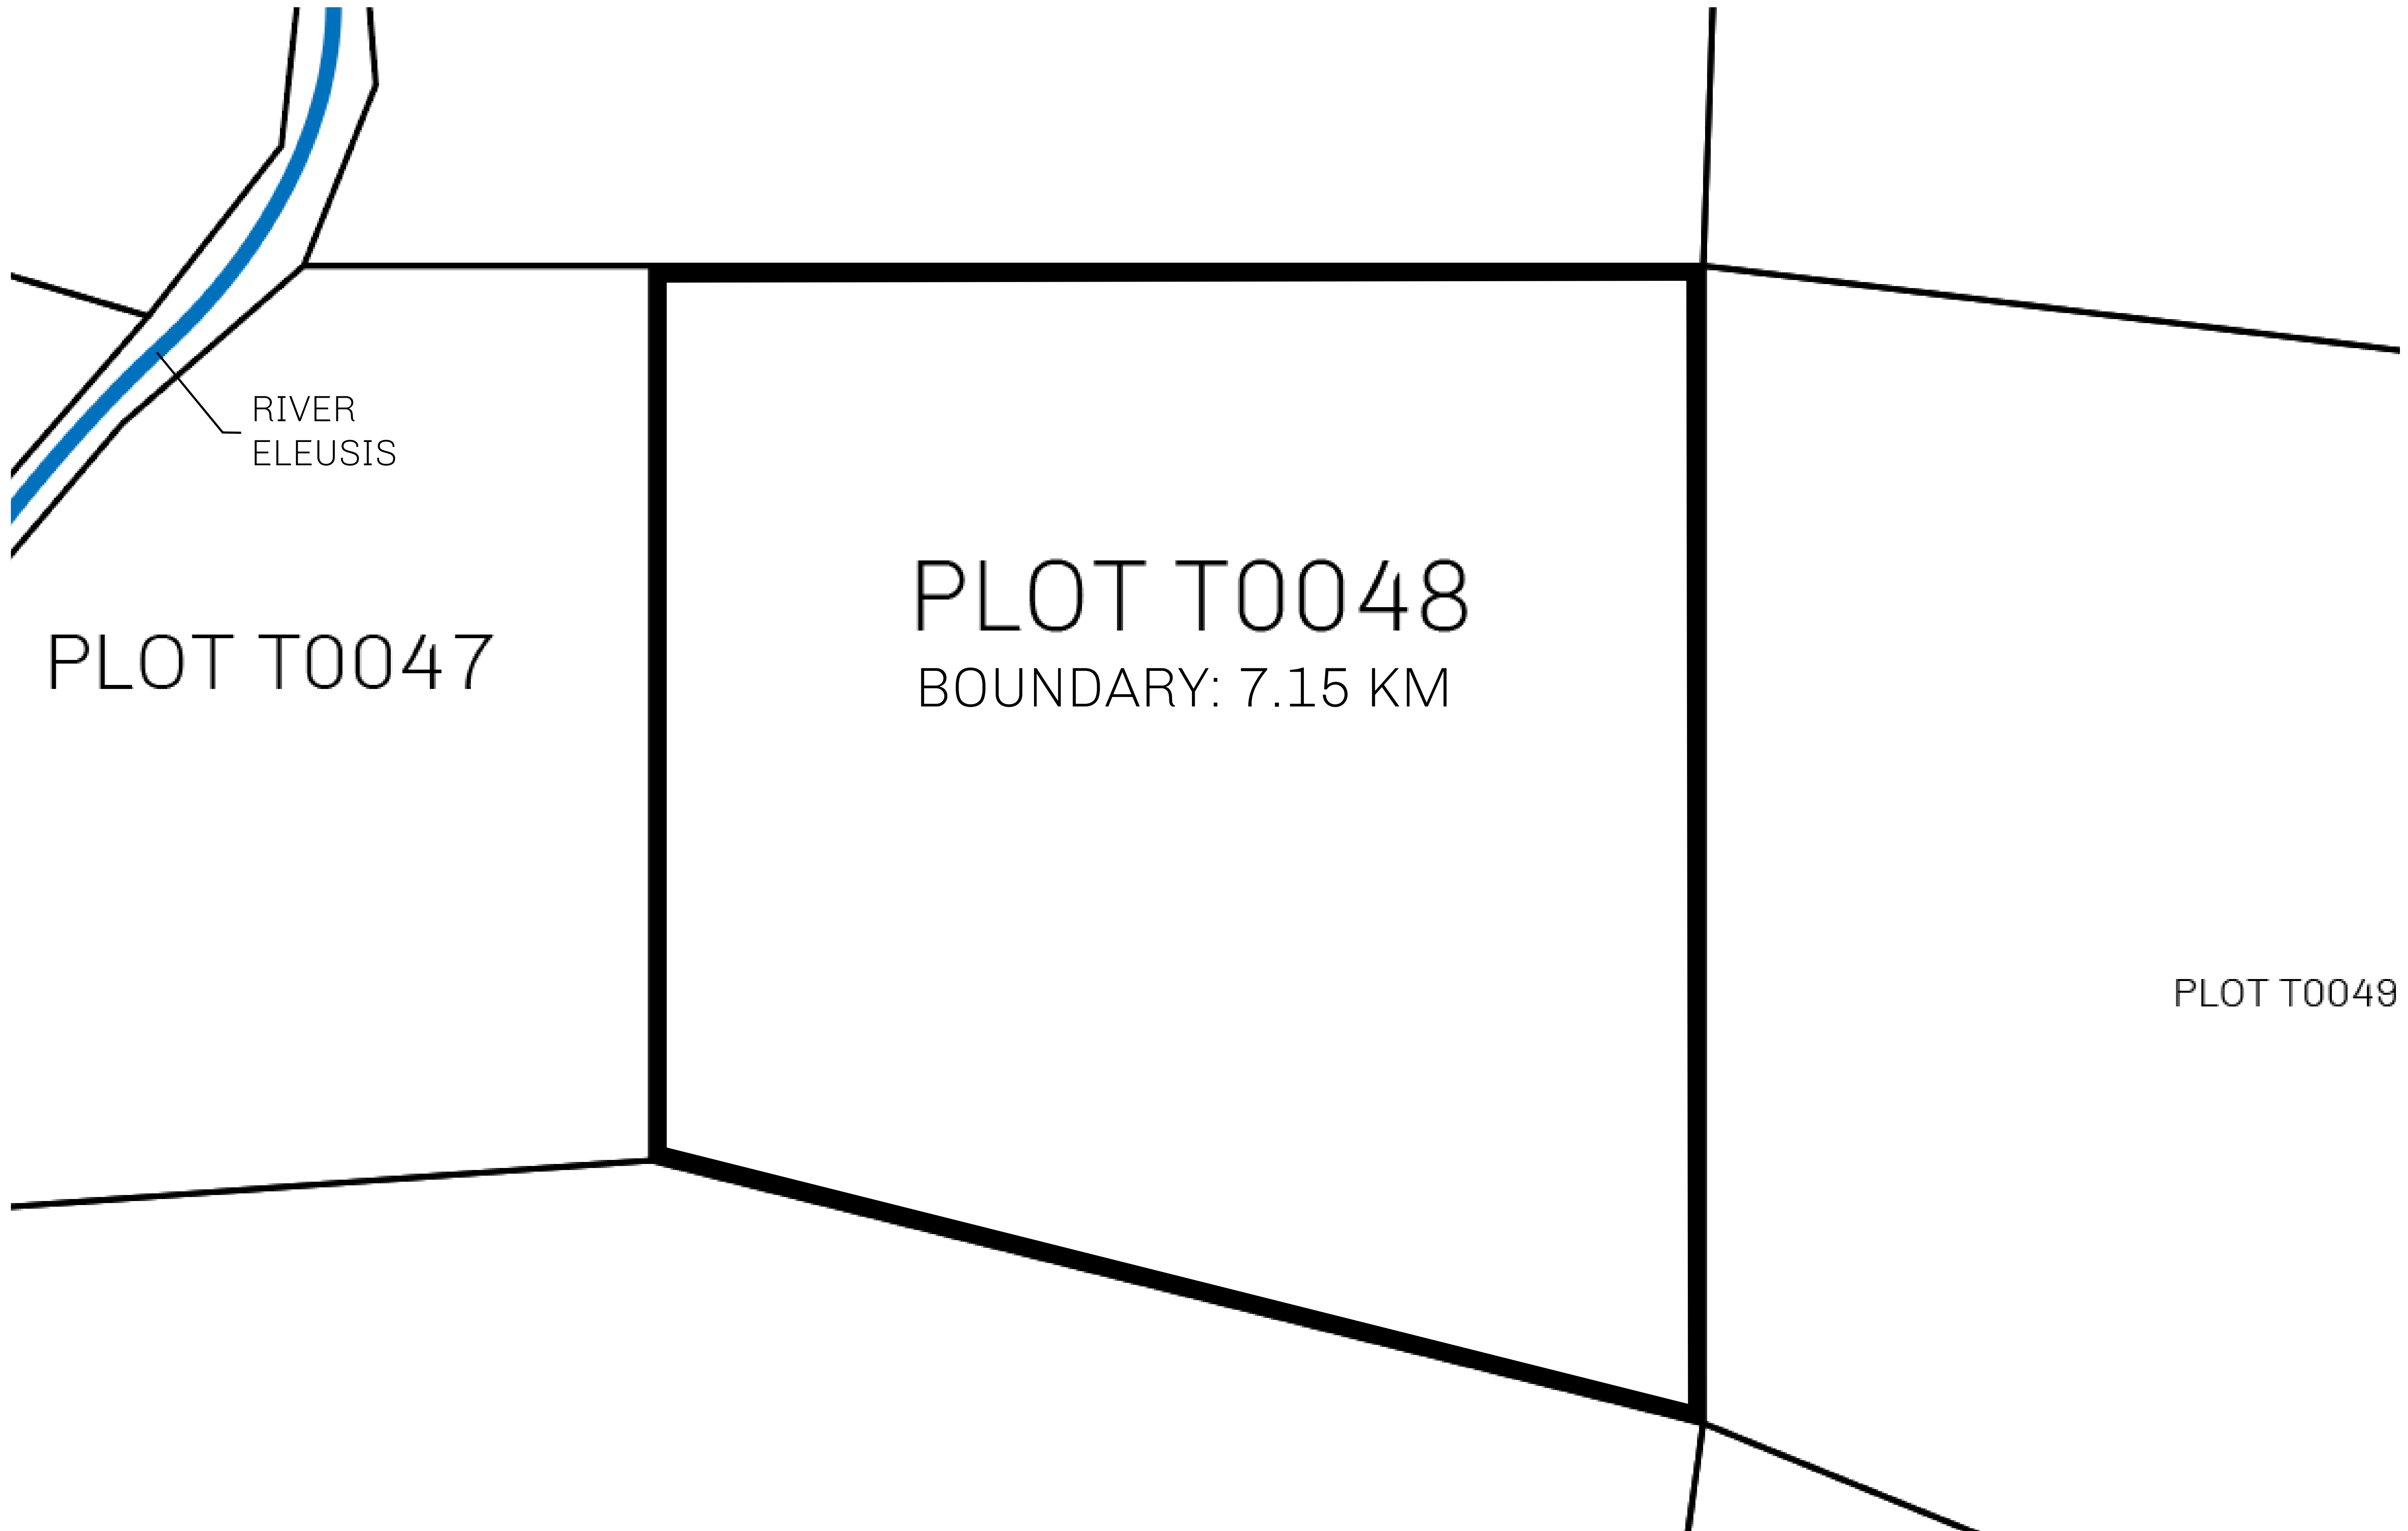 RIVER
ELEUSIS
PLOT T0048
BOUNDARY: 7.15 KM
PLOT T0047
PLOT T0049